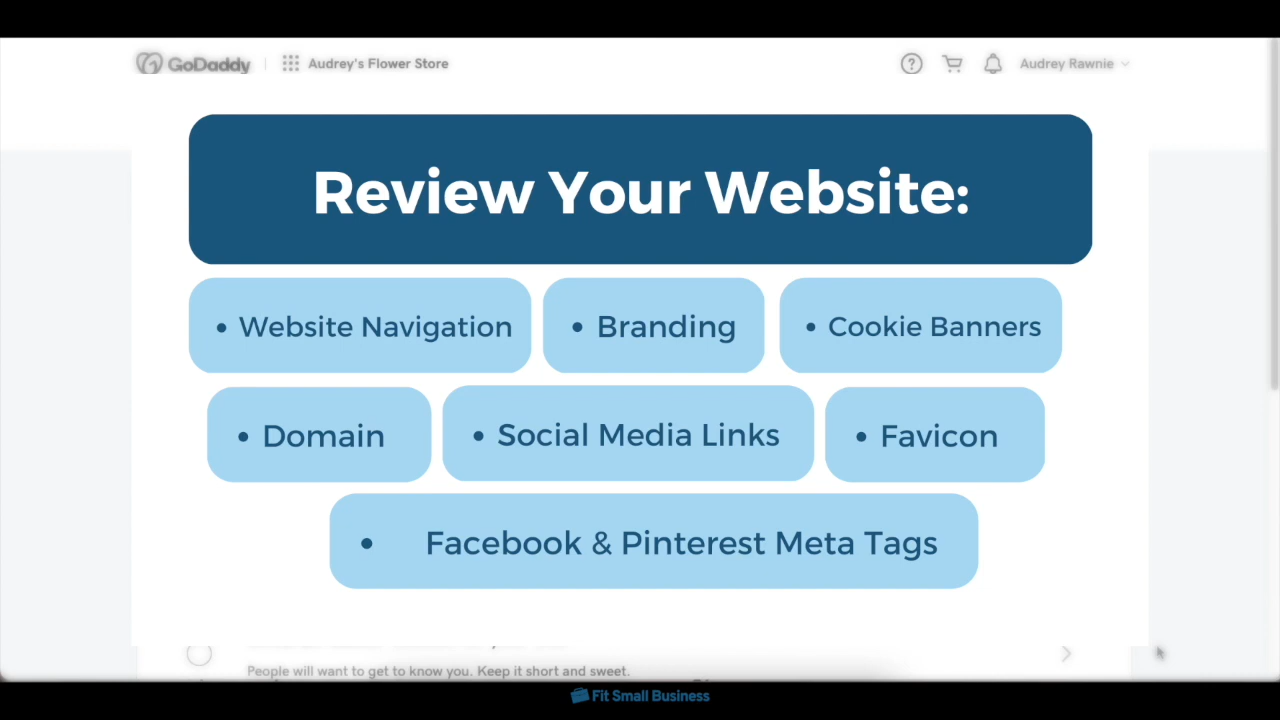 GoDaddy Audrey's Flower Store Audrey Rawnie
Review Your Website:
• Website Navigation • Branding • Cookie Banners
• Domain • Social Media Links • Favicon
• Facebook & Pinterest Meta Tags
People will want to get to know you. Keep it short and sweet.
Fit Small Business